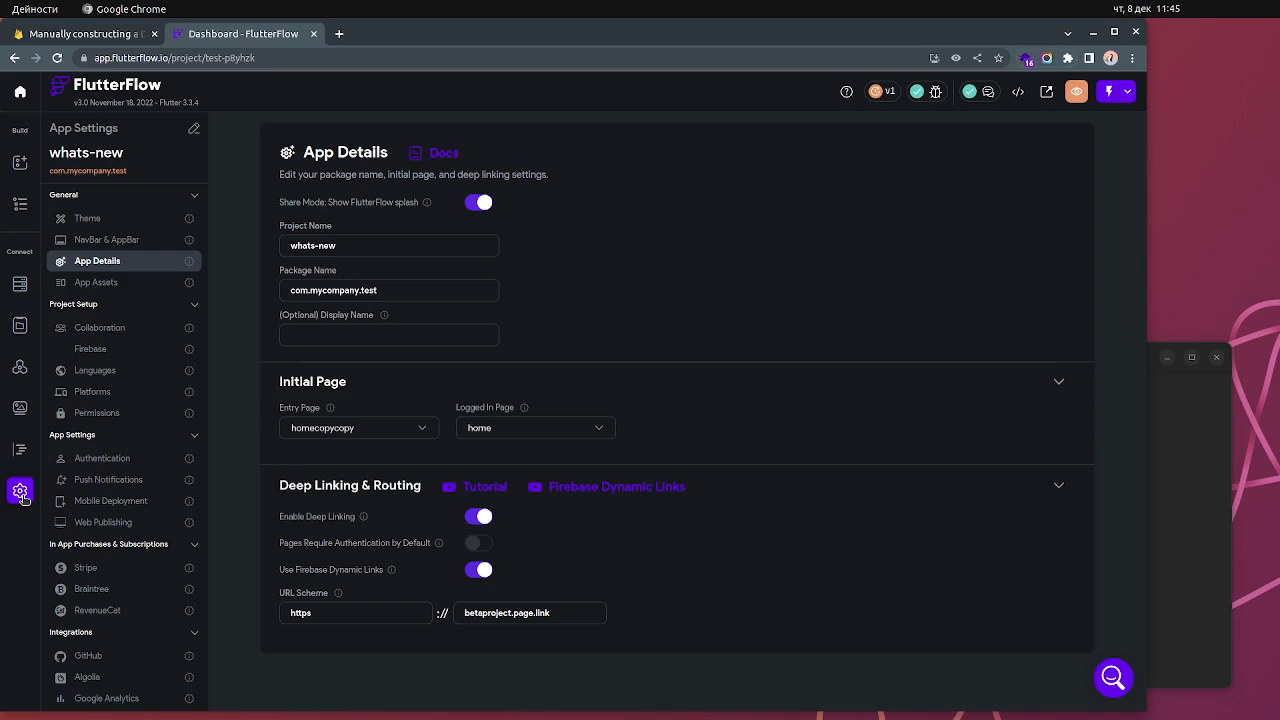 Дейности
Google Chrome
чт, 8 дек 11:45
Manually constructing a D
Dashboard - FlutterFlow
app.flutterflow.io/project/test-p8yhzk
16
FlutterFlow
v3.0 November 18, 2022 - Flutter 3.3.4
v1
Build
Connect
App Settings
whats-new
com.mycompany.test
General
Theme
NavBar & AppBar
App Details
App Assets
Project Setup
Collaboration
Firebase
Languages
Platforms
Permissions
App Settings
Authentication
Push Notifications
Mobile Deployment
Web Publishing
In App Purchases & Subscriptions
Stripe
Braintree
RevenueCat
Integrations
GitHub
Algolia
Google Analytics
App Details
Docs
Edit your package name, initial page, and deep linking settings.
Share Mode: Show FlutterFlow splash
Project Name
whats-new
Package Name
com.mycompany.test
(Optional) Display Name
Initial Page
Entry Page
Logged In Page
homecopycopy
home
Deep Linking & Routing
Tutorial
Firebase Dynamic Links
Enable Deep Linking
Pages Require Authentication by Default
Use Firebase Dynamic Links
URL Scheme
https :// betaproject.page.link